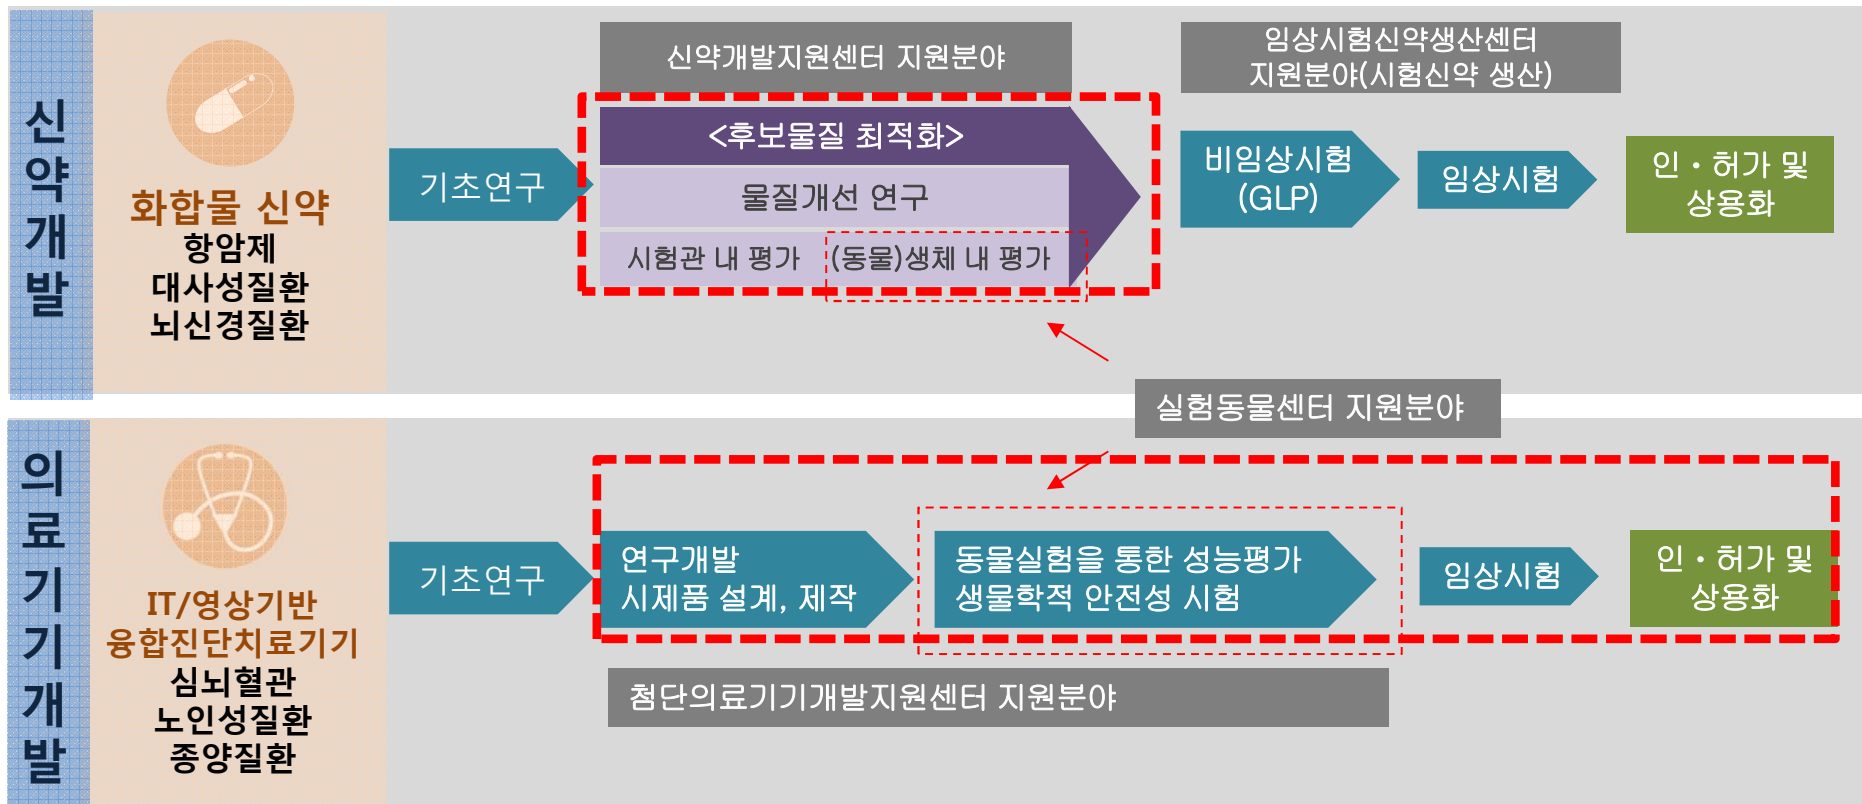 신약개발
화합물 신약
항암제
대사성질환
뇌신경질환
기초연구
신약개발지원센터 지원분야
<후보물질 최적화>
물질개선 연구
시험관 내 평가 (동물)생체 내 평가
임상시험신약생산센터
지원분야(시험신약 생산)
비임상시험
(GLP)
임상시험
인·허가 및
상용화
실험동물센터 지원분야
의료기기개발
IT/영상기반
융합진단치료기기
심뇌혈관
노인성질환
종양질환
기초연구
연구개발
시제품 설계, 제작
동물실험을 통한 성능평가
생물학적 안전성 시험
임상시험
인·허가 및
상용화
첨단의료기기개발지원센터 지원분야